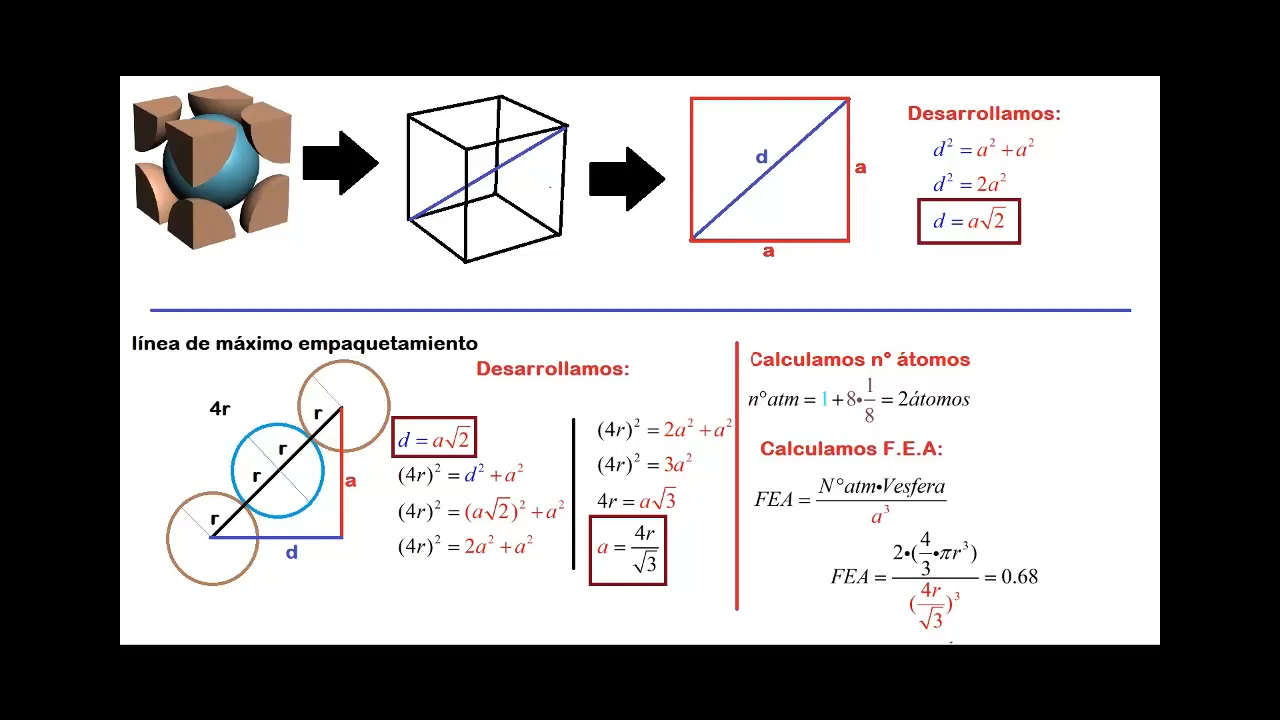 Desarrollamos:
d² = a² + a²
d² = 2a²
d = a√2
d
a
a
línea de máximo empaquetamiento
Desarrollamos:
4r
r
r
r
r
a
d
d = a√2
(4r)² = d² + a²
(4r)² = (a√2)² + a²
(4r)² = 2a² + a²
(4r)² = 2a² + a²
(4r)² = 3a²
4r = a√3
a = 4r/√3
Calculamos n° átomos
n°atm = 1+8•1/8 = 2átomos
Calculamos F.E.A:
FEA = N°atm•Vesfera/a³
FEA = 2•(4/3•πr³)/(4r/√3)³ = 0.68